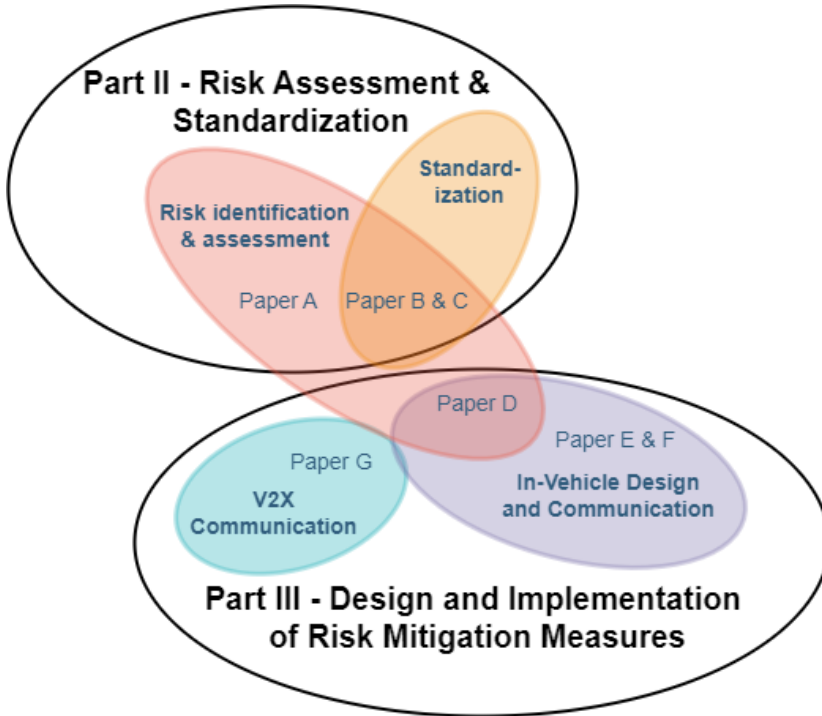 Part II - Risk Assessment &
Standardization
Standard-
ization
Risk identification
& assessment
Paper A
Paper B & C
Paper D
Paper E & F
Paper G
In-Vehicle Design
and Communication
V2X
Communication
Part III - Design and Implementation
of Risk Mitigation Measures